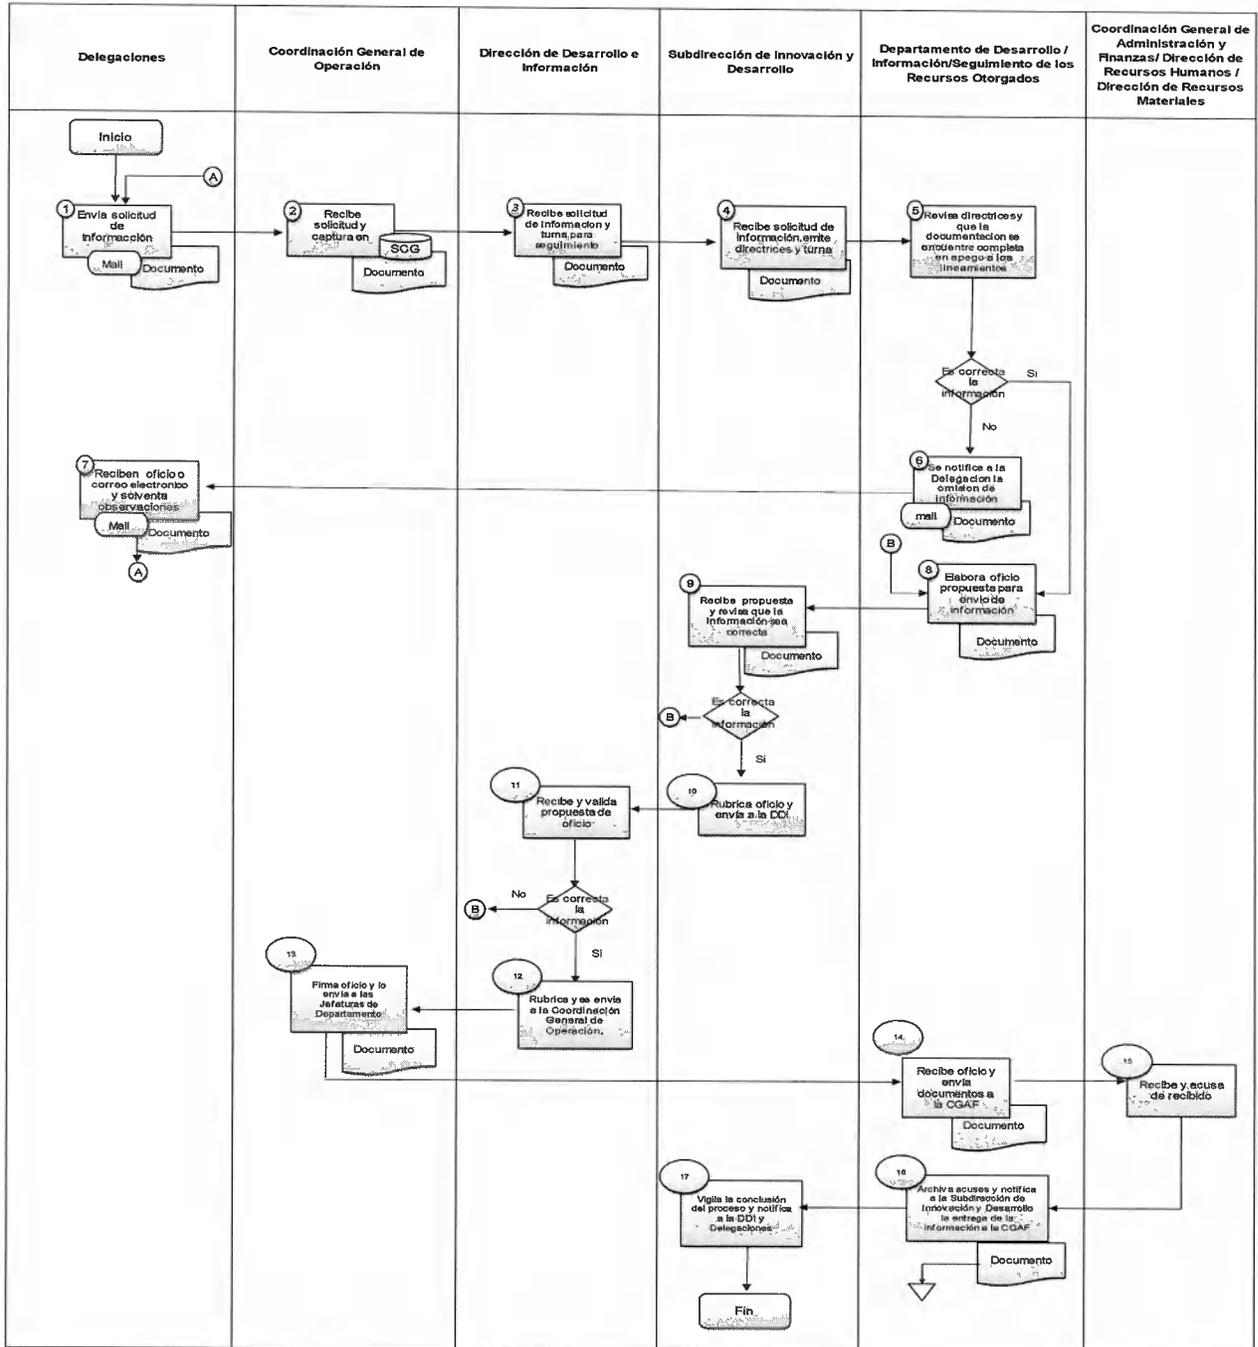 Delegaciones
Coordinación General de
Operación
Dirección de Desarrollo e
Información
Subdirección de Innovación y
Desarrollo
Departamento de Desarrollo /
Información/Seguimiento de los
Recursos Otorgados
Coordinación General de
Administración y
Finanzas/ Dirección de
Recursos Humanos /
Dirección de Recursos
Materiales
Inicio
A
1
Envía solicitud
de
informacción
Mail
Documento
2
Recibe
solicitud y
captura en
SCG
Documento
3
Recibe solicitud
de informacion y
turna,para
seguimiento
Documento
4
Recibe solicitud de
información,emite
directrices y turna
Documento
5
Revisa directrices y
que la
documentacion se
encuentre completa
en apego a los
lineamientos
Es correcta
la
información
Si
No
6
Se notifica a la
Delegacion la
omision de
información
mail
Documento
7
Reciben oficio o
correo electronico
y solventa
observaciones
Mail
Documento
A
B
8
Elabora oficio
propuesta para
envío de
información
Documento
9
Recibe propuesta
y revisa que la
información sea
correcta
Documento
Es correcta
la
información
B
Si
10
Rubrica oficio y
envía a la DDI
11
Recibe y valida
propuesta de
oficio
Es correcta
la
información
No
B
Si
12
Rubrica y se envia
a la Coordinación
General de
Operación.
13
Firma oficio y lo
envia a las
Jefaturas de
Departamento
Documento
14
Recibe oficio y
envía
documentos a
la CGAF
Documento
15
Recibe y acusa
de recibido
16
Archiva acuses y notifica
a la Subdirección de
Innovación y Desarrollo
la entrega de la
información a la CGAF
Documento
17
Vigila la conclusión
del proceso y notifica
a la DDI y
Delegaciones
Fin